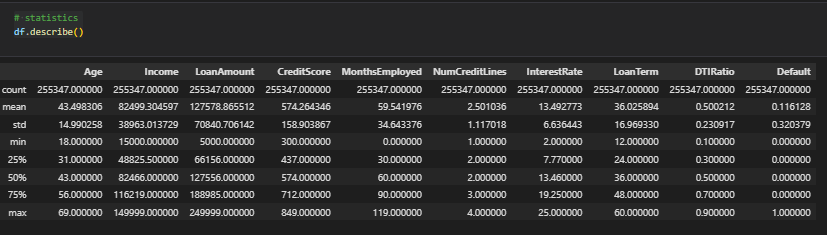 # statistics
df.describe()
Age Income LoanAmount CreditScore MonthsEmployed NumCreditLines InterestRate LoanTerm DTIRatio Default
count 255347.000000 255347.000000 255347.000000 255347.000000 255347.000000 255347.000000 255347.000000 255347.000000 255347.000000 255347.000000
mean 43.498306 82499.304597 127578.865512 574.264346 59.541976 2.501036 13.492773 36.025894 0.500212 0.116128
std 14.990258 38963.013729 70840.706142 158.903867 34.643376 1.117018 6.636443 16.969330 0.230917 0.320379
min 18.000000 15000.000000 5000.000000 300.000000 0.000000 1.000000 2.000000 12.000000 0.100000 0.000000
25% 31.000000 48825.500000 66156.000000 437.000000 30.000000 2.000000 7.770000 24.000000 0.300000 0.000000
50% 43.000000 82466.000000 127556.000000 574.000000 60.000000 2.000000 13.460000 36.000000 0.500000 0.000000
75% 56.000000 116219.000000 188985.000000 712.000000 90.000000 3.000000 19.250000 48.000000 0.700000 0.000000
max 69.000000 149999.000000 249999.000000 849.000000 119.000000 4.000000 25.000000 60.000000 0.900000 1.000000